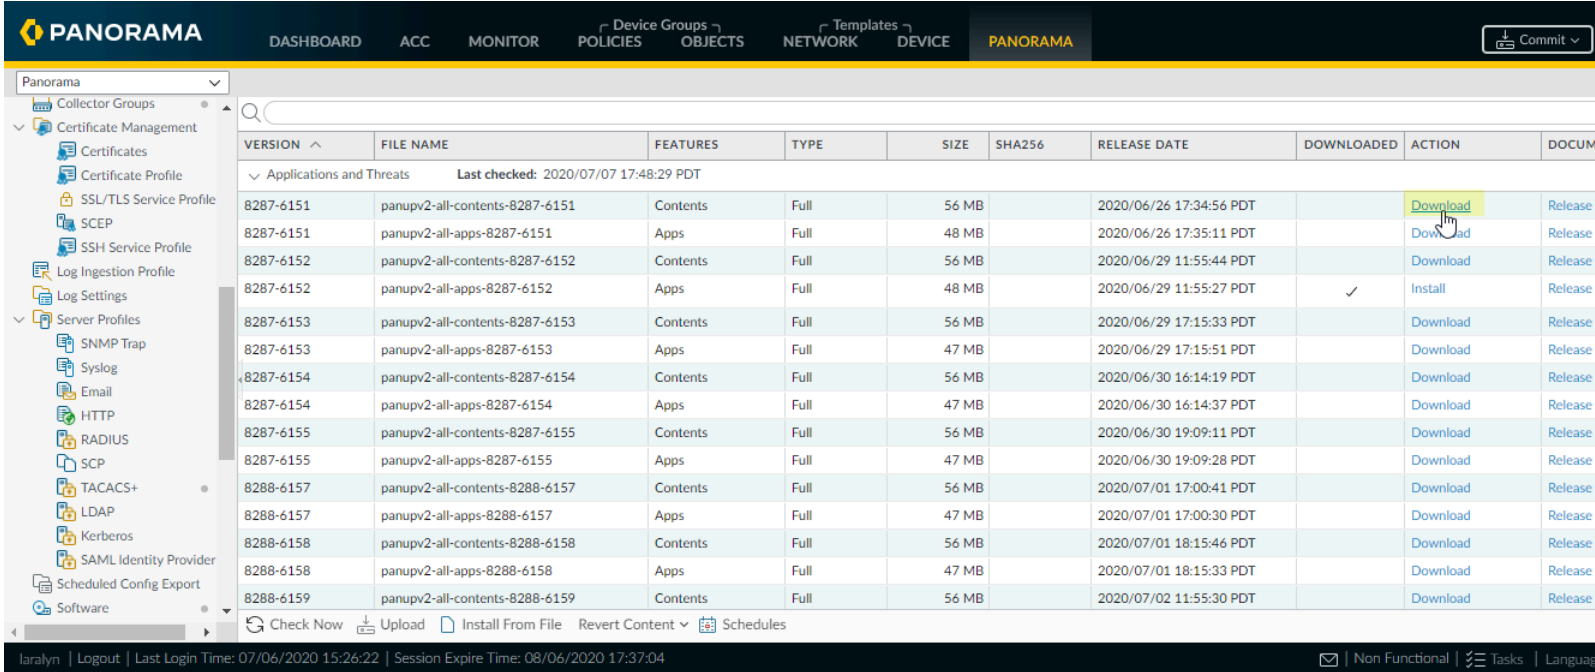 PANORAMA
Device Groups
Templates
DASHBOARD ACC MONITOR POLICIES OBJECTS NETWORK DEVICE PANORAMA
Commit
Panorama
Collector Groups
Certificate Management
Certificates
Certificate Profile
SSL/TLS Service Profile
SCEP
SSH Service Profile
Log Ingestion Profile
Log Settings
Server Profiles
SNMP Trap
Syslog
Email
HTTP
RADIUS
SCP
TACACS+
LDAP
Kerberos
SAML Identity Provider
Scheduled Config Export
Software
VERSION FILE NAME FEATURES TYPE SIZE SHA256 RELEASE DATE DOWNLOADED ACTION DOCUM
Applications and Threats Last checked: 2020/07/07 17:48:29 PDT
8287-6151 panupv2-all-contents-8287-6151 Contents Full 56 MB 2020/06/26 17:34:56 PDT Download Release
8287-6151 panupv2-all-apps-8287-6151 Apps Full 48 MB 2020/06/26 17:35:11 PDT Download Release
8287-6152 panupv2-all-contents-8287-6152 Contents Full 56 MB 2020/06/29 11:55:44 PDT Download Release
8287-6152 panupv2-all-apps-8287-6152 Apps Full 48 MB 2020/06/29 11:55:27 PDT ✓ Install Release
8287-6153 panupv2-all-contents-8287-6153 Contents Full 56 MB 2020/06/29 17:15:33 PDT Download Release
8287-6153 panupv2-all-apps-8287-6153 Apps Full 47 MB 2020/06/29 17:15:51 PDT Download Release
8287-6154 panupv2-all-contents-8287-6154 Contents Full 56 MB 2020/06/30 16:14:19 PDT Download Release
8287-6154 panupv2-all-apps-8287-6154 Apps Full 47 MB 2020/06/30 16:14:37 PDT Download Release
8287-6155 panupv2-all-contents-8287-6155 Contents Full 56 MB 2020/06/30 19:09:11 PDT Download Release
8287-6155 panupv2-all-apps-8287-6155 Apps Full 47 MB 2020/06/30 19:09:28 PDT Download Release
8288-6157 panupv2-all-contents-8288-6157 Contents Full 56 MB 2020/07/01 17:00:41 PDT Download Release
8288-6157 panupv2-all-apps-8288-6157 Apps Full 47 MB 2020/07/01 17:00:30 PDT Download Release
8288-6158 panupv2-all-contents-8288-6158 Contents Full 56 MB 2020/07/01 18:15:46 PDT Download Release
8288-6158 panupv2-all-apps-8288-6158 Apps Full 47 MB 2020/07/01 18:15:33 PDT Download Release
8288-6159 panupv2-all-contents-8288-6159 Contents Full 56 MB 2020/07/02 11:55:30 PDT Download Release
Check Now Upload Install From File Revert Content Schedules
laralyn | Logout | Last Login Time: 07/06/2020 15:26:22 | Session Expire Time: 08/06/2020 17:37:04 | Non Functional | Tasks | Languag